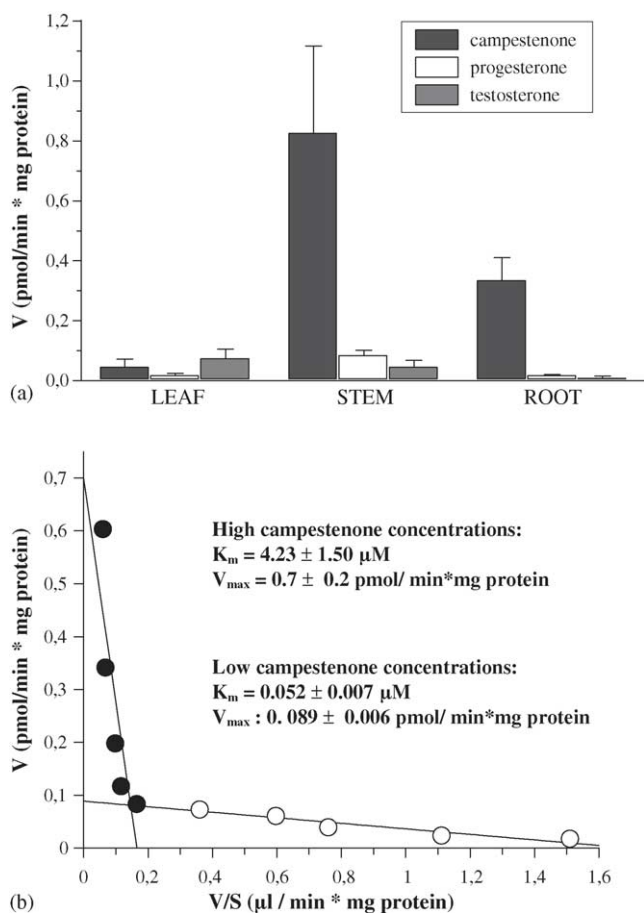 1,2
1,0
0,8
0,6
0,4
0,2
0,0
V (pmol/min * mg protein)
campestenone
progesterone
testosterone
LEAF STEM ROOT
(a)
0,7
0,6
0,5
0,4
0,3
0,2
0,1
0
V (pmol/min * mg protein)
High campestenone concentrations:
Km = 4.23 ± 1.50 µM
Vmax = 0.7 ± 0.2 pmol/ min*mg protein
Low campestenone concentrations:
Km = 0.052 ± 0.007 µM
Vmax : 0. 089 ± 0.006 pmol/ min*mg protein
0 0,2 0,4 0,6 0,8 1 1,2 1,4 1,6
(b) V/S (µl / min * mg protein)